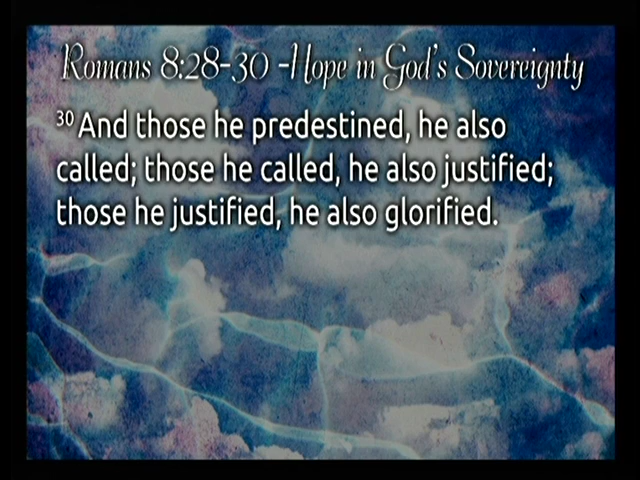 Romans 8:28-30 -Hope in God's Sovereignty
30 And those he predestined, he also
called; those he called, he also justified;
those he justified, he also glorified.